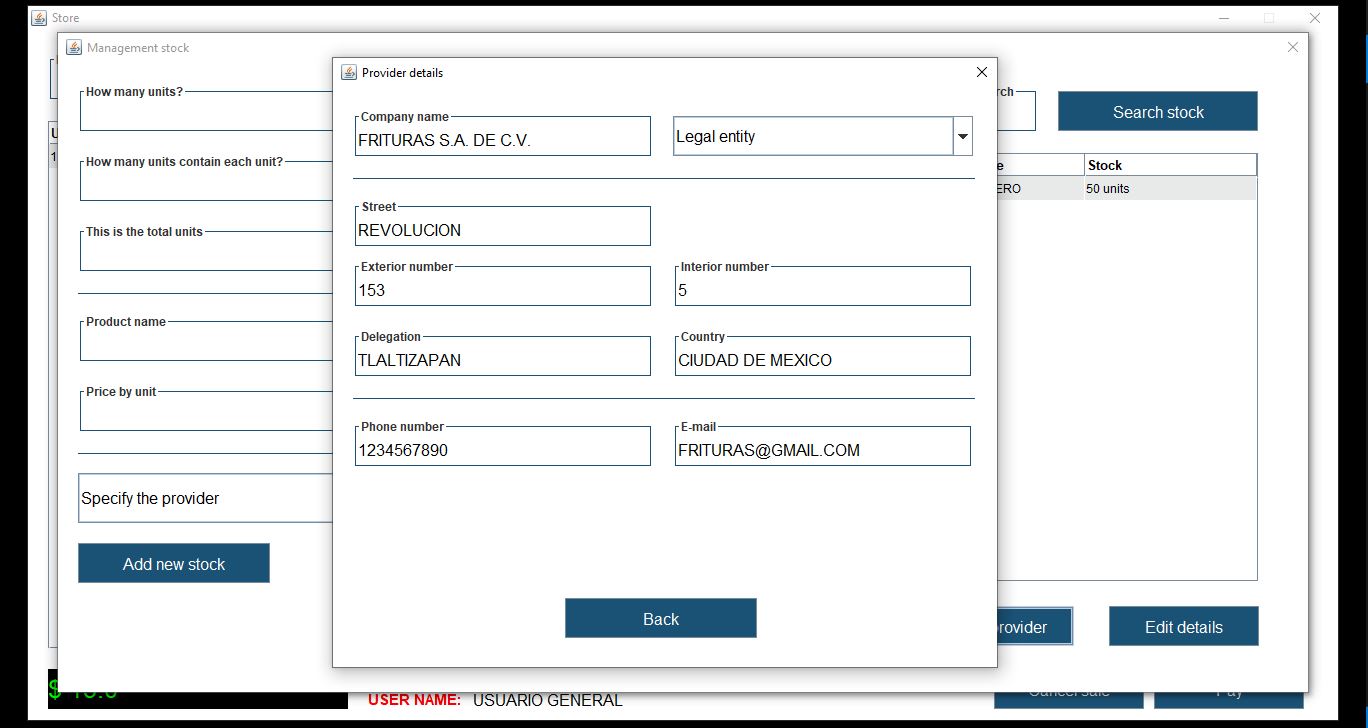 Store
Management stock
Provider details
How many units?
Search stock
Company name
FRITURAS S.A. DE C.V.
Legal entity
How many units contain each unit?
Stock
50 units
Street
REVOLUCION
This is the total units
Exterior number
153
Interior number
5
Product name
Delegation
TLALTIZAPAN
Country
CIUDAD DE MEXICO
Price by unit
Phone number
1234567890
E-mail
FRITURAS@GMAIL.COM
Specify the provider
Add new stock
Back
Edit details
USER NAME: USUARIO GENERAL